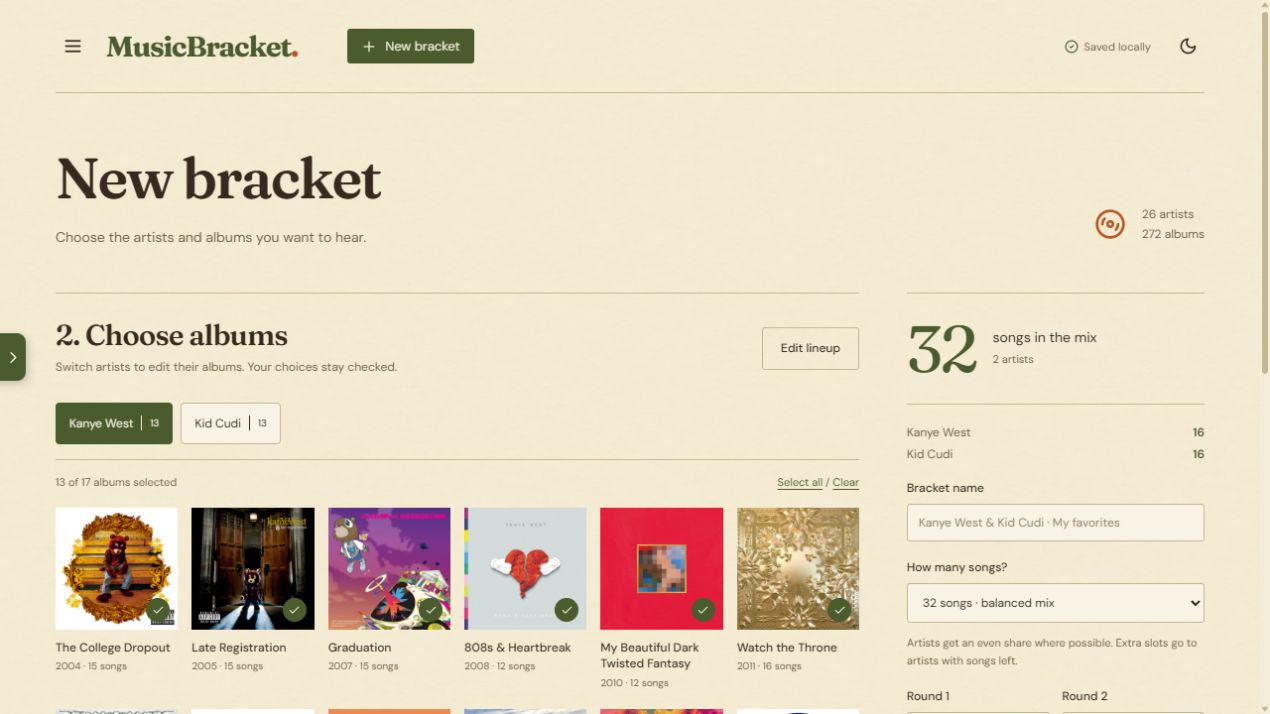 MusicBracket.
New bracket
Saved locally
New bracket
Choose the artists and albums you want to hear.
26 artists
272 albums
2. Choose albums
Switch artists to edit their albums. Your choices stay checked.
Edit lineup
Kanye West | 13
Kid Cudi | 13
13 of 17 albums selected
Select all / Clear
The College Dropout
2004 · 15 songs
Late Registration
2005 · 15 songs
Graduation
2007 · 15 songs
KANYE WEST
808s & Heartbreak
2008 · 12 songs
My Beautiful Dark
Twisted Fantasy
2010 · 12 songs
Watch the Throne
2011 · 16 songs
32
songs in the mix
2 artists
Kanye West 16
Kid Cudi 16
Bracket name
Kanye West & Kid Cudi · My favorites
How many songs?
32 songs · balanced mix
Artists get an even share where possible. Extra slots go to
artists with songs left.
Round 1
Round 2